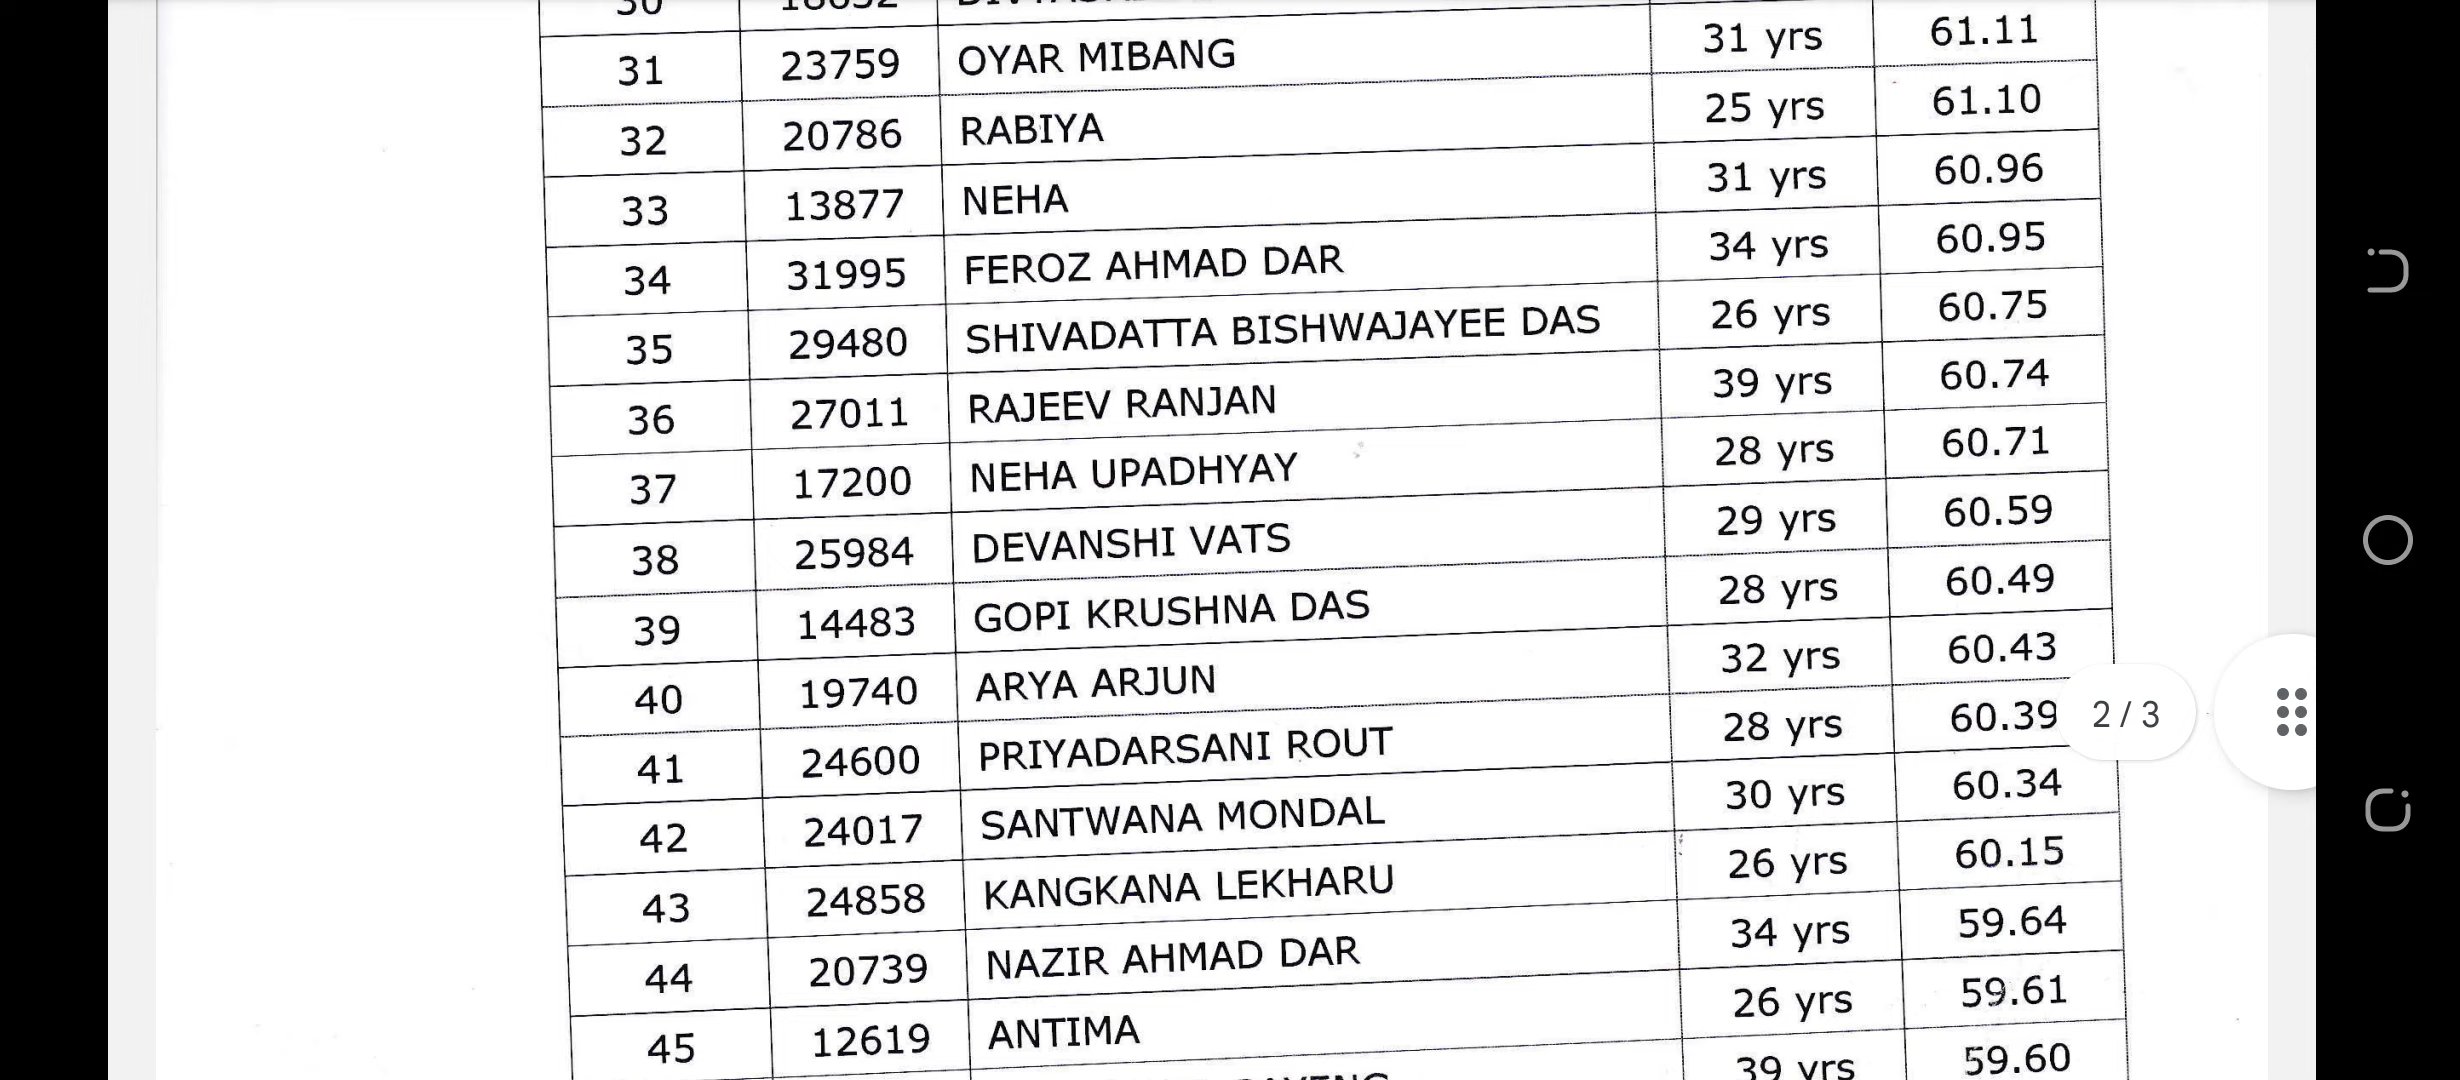 31 23759 OYAR MIBANG 31 yrs 61.11
32 20786 RABIYA 25 yrs 61.10
33 13877 NEHA 31 yrs 60.96
34 31995 FEROZ AHMAD DAR 34 yrs 60.95
35 29480 SHIVADATTA BISHWAJAYEE DAS 26 yrs 60.75
36 27011 RAJEEV RANJAN 39 yrs 60.74
37 17200 NEHA UPADHYAY 28 yrs 60.71
38 25984 DEVANSHI VATS 29 yrs 60.59
39 14483 GOPI KRUSHNA DAS 28 yrs 60.49
40 19740 ARYA ARJUN 32 yrs 60.43
41 24600 PRIYADARSANI ROUT 28 yrs 60.39
2/3
42 24017 SANTWANA MONDAL 30 yrs 60.34
43 24858 KANGKANA LEKHARU 26 yrs 60.15
44 20739 NAZIR AHMAD DAR 34 yrs 59.64
45 12619 ANTIMA 26 yrs 59.61
39 yrs 59.60